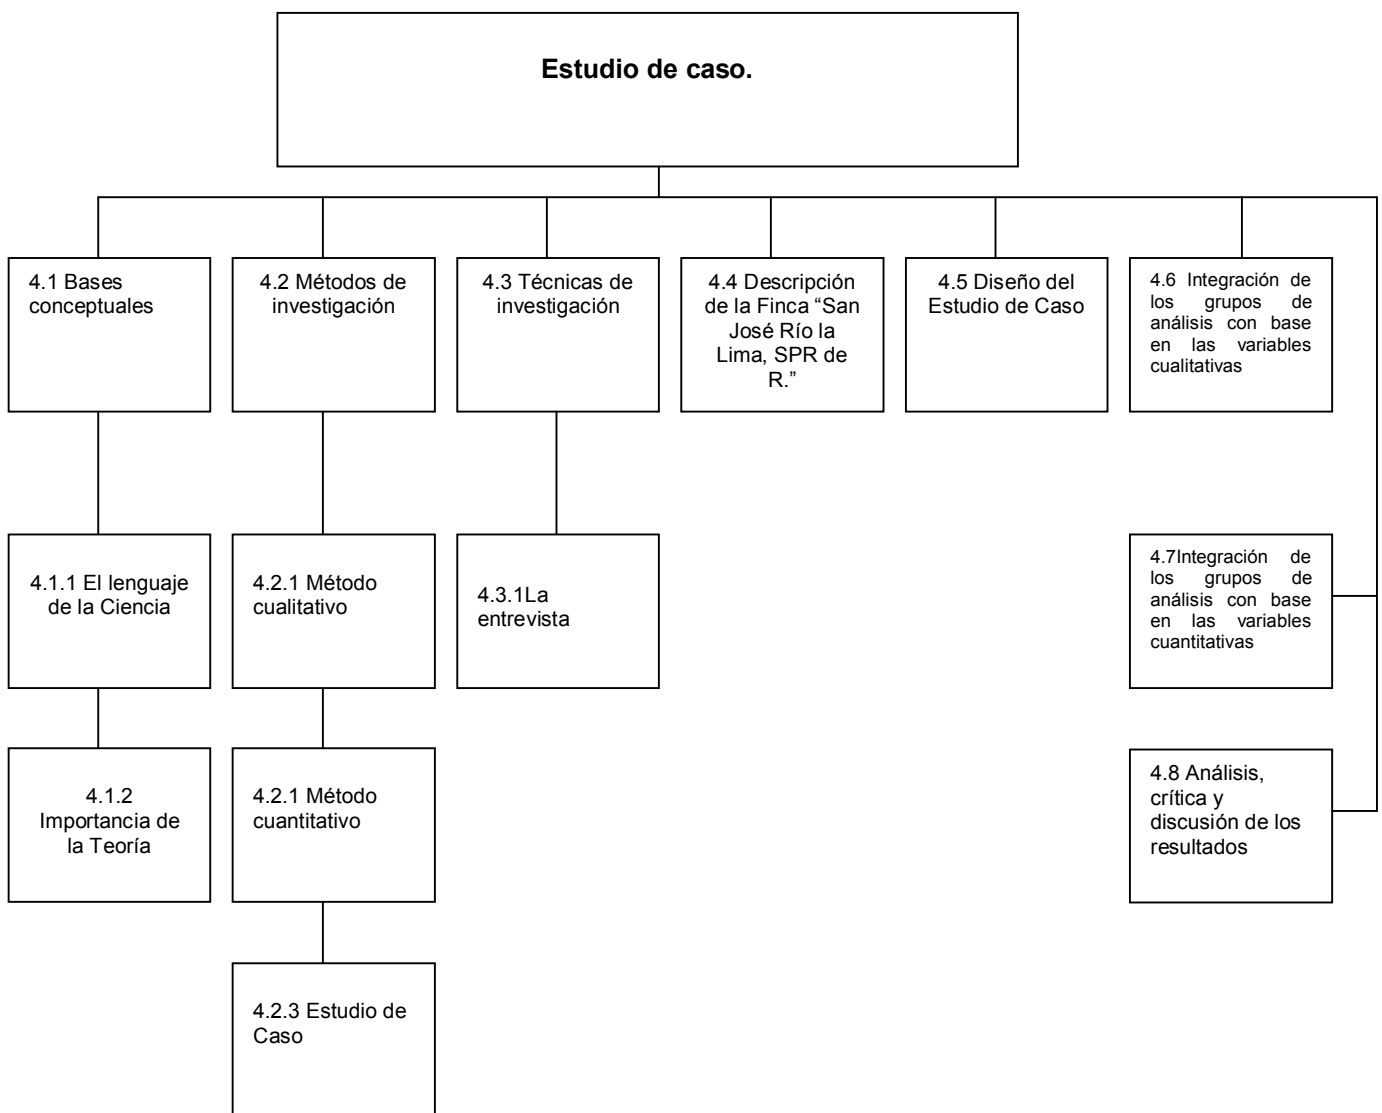 Estudio de caso.
4.1 Bases
conceptuales
4.2 Métodos de
investigación
4.3 Técnicas de
investigación
4.4 Descripción
de la Finca “San
José Río la
Lima, SPR de
R.”
4.5 Diseño del
Estudio de Caso
4.6 Integración de
los grupos de
análisis con base
en las variables
cualitativas
4.1.1 El lenguaje
de la Ciencia
4.2.1 Método
cualitativo
4.3.1La
entrevista
4.7Integración de
los grupos de
análisis con base
en las variables
cuantitativas
4.1.2
Importancia de
la Teoría
4.2.1 Método
cuantitativo
4.8 Análisis,
crítica y
discusión de los
resultados
4.2.3 Estudio de
Caso